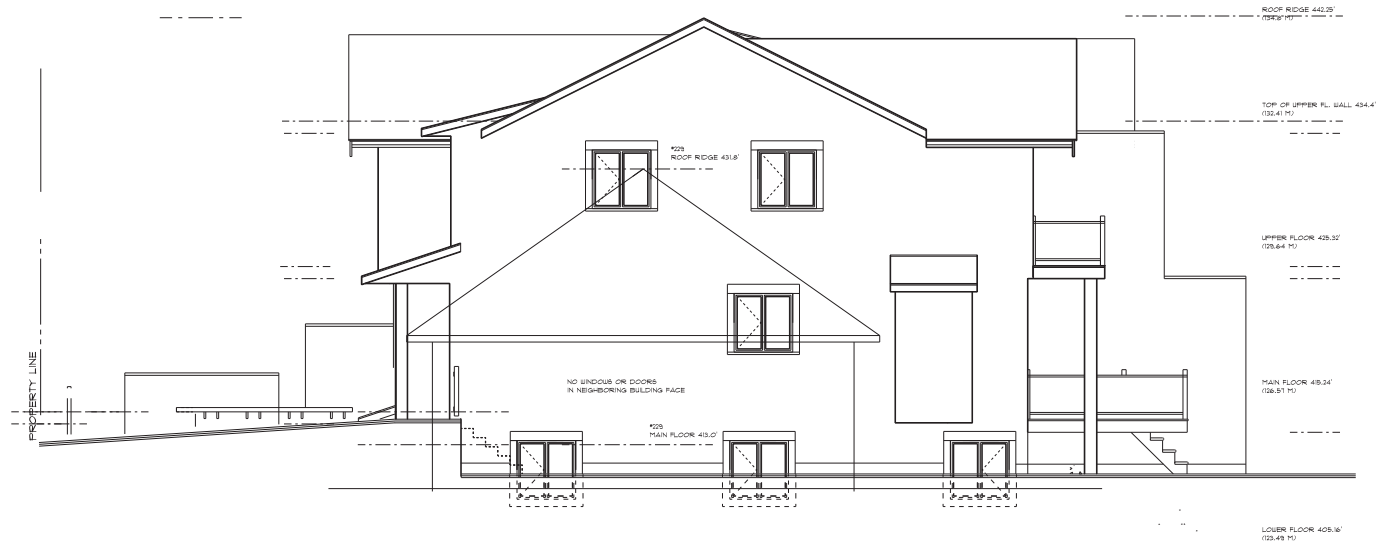 ROOF RIDGE 442.25'
(134.8' M)
TOP OF UPPER FL. WALL 434.4'
(132.41 M)
*229
ROOF RIDGE 431.8'
UPPER FLOOR 425.32'
(129.64 M)
PROPERTY LINE
NO WINDOWS OR DOORS
IN NEIGHBORING BUILDING FACE
MAIN FLOOR 415.24'
(126.57 M)
*229
MAIN FLOOR 413.0'
LOWER FLOOR 405.16'
(123.49 M)